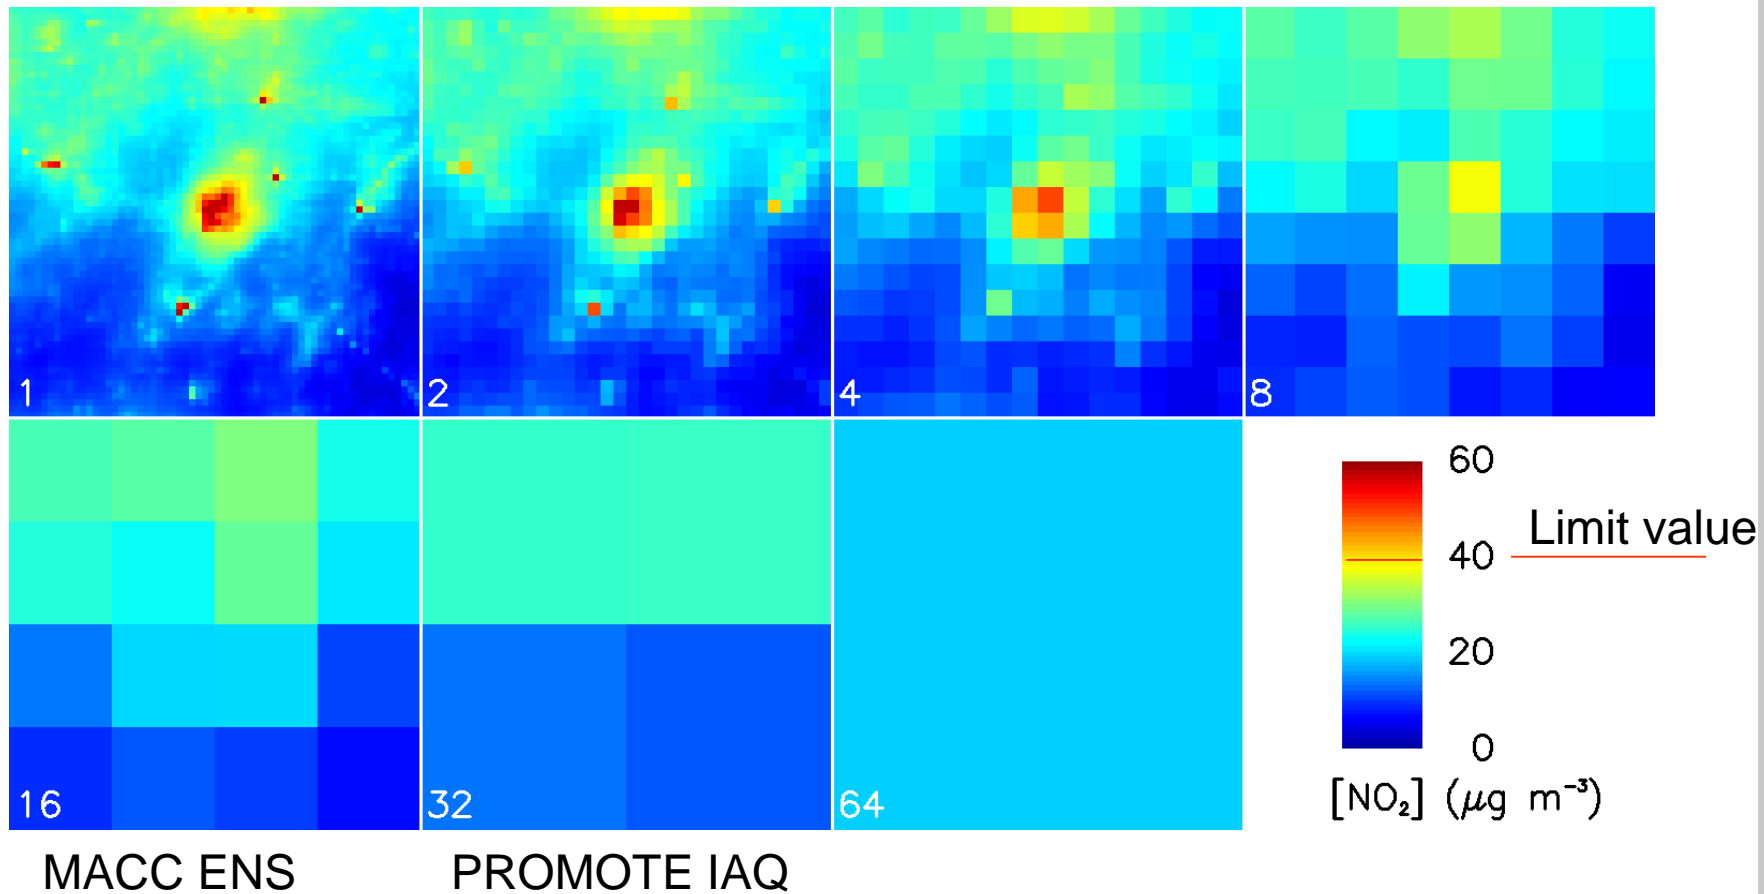 1
2
4
8
16
32
64
60
40
20
0
Limit value
[NO₂] (μg m⁻³)
MACC ENS
PROMOTE IAQ